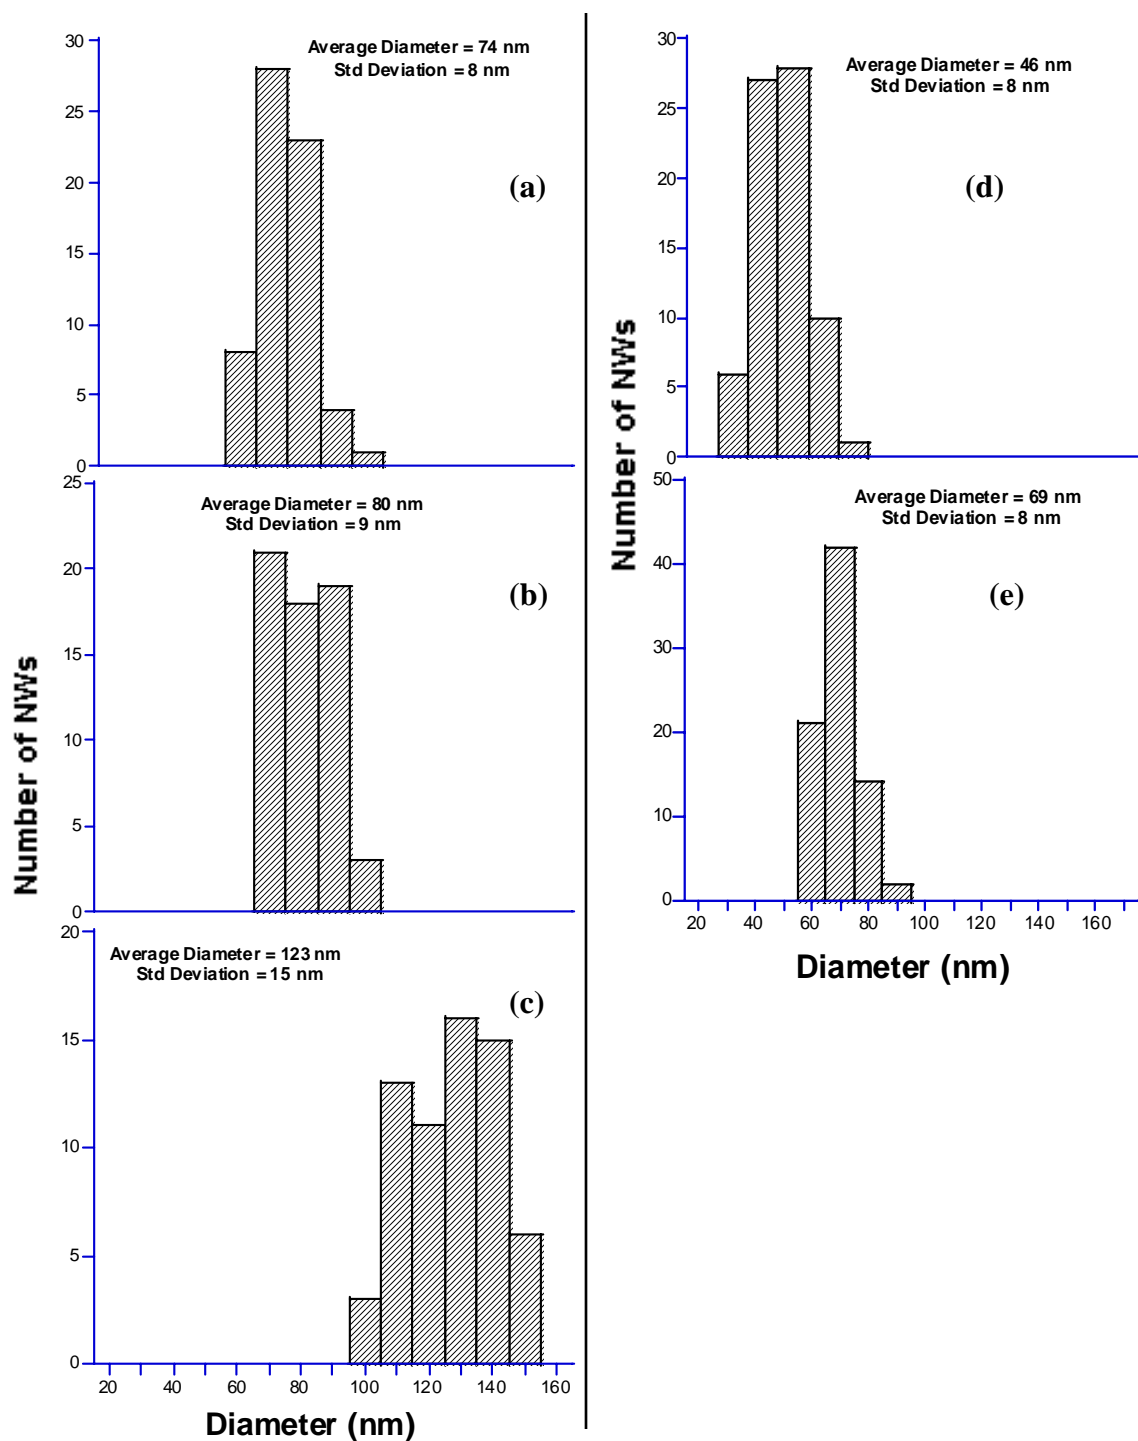 30
25
20
15
10
5
0
Average Diameter = 74 nm
Std Deviation = 8 nm
(a)
25
20
15
10
5
0
Average Diameter = 80 nm
Std Deviation = 9 nm
(b)
Number of NWs
20
15
10
5
0
Average Diameter = 123 nm
Std Deviation = 15 nm
(c)
20 40 60 80 100 120 140 160
Diameter (nm)
30
25
20
15
10
5
0
Average Diameter = 46 nm
Std Deviation = 8 nm
(d)
Number of NWs
50
40
30
20
10
0
Average Diameter = 69 nm
Std Deviation = 8 nm
(e)
20 40 60 80 100 120 140 160
Diameter (nm)